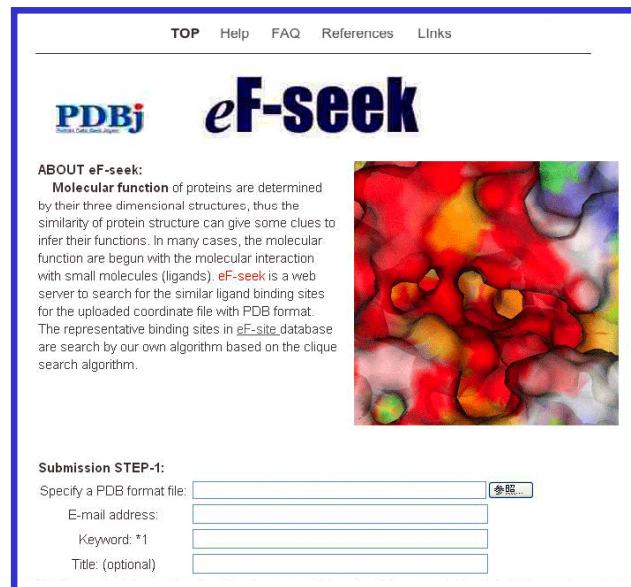 TOP Help FAQ References LInks
PDBj
Protein Data Bank Japan
eF-seek
ABOUT eF-seek:
Molecular function of proteins are determined
by their three dimensional structures, thus the
similarity of protein structure can give some clues to
infer their functions. In many cases, the molecular
function are begun with the molecular interaction
with small molecules (ligands). eF-seek is a web
server to search for the similar ligand binding sites
for the uploaded coordinate file with PDB format.
The representative binding sites in eF-site database
are search by our own algorithm based on the clique
search algorithm.
Submission STEP-1:
Specify a PDB format file: 参照...
E-mail address:
Keyword: *1
Title: (optional)